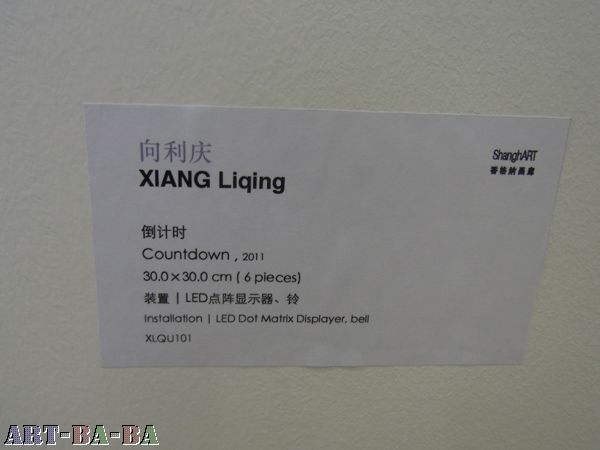 向利庆
XIANG Liqing
ShanghART
香格納畫廊
倒计时
Countdown , 2011
30.0×30.0 cm ( 6 pieces)
装置 | LED点阵显示器、铃
Installation | LED Dot Matrix Displayer, bell
XLQU101
ART-BA-BA